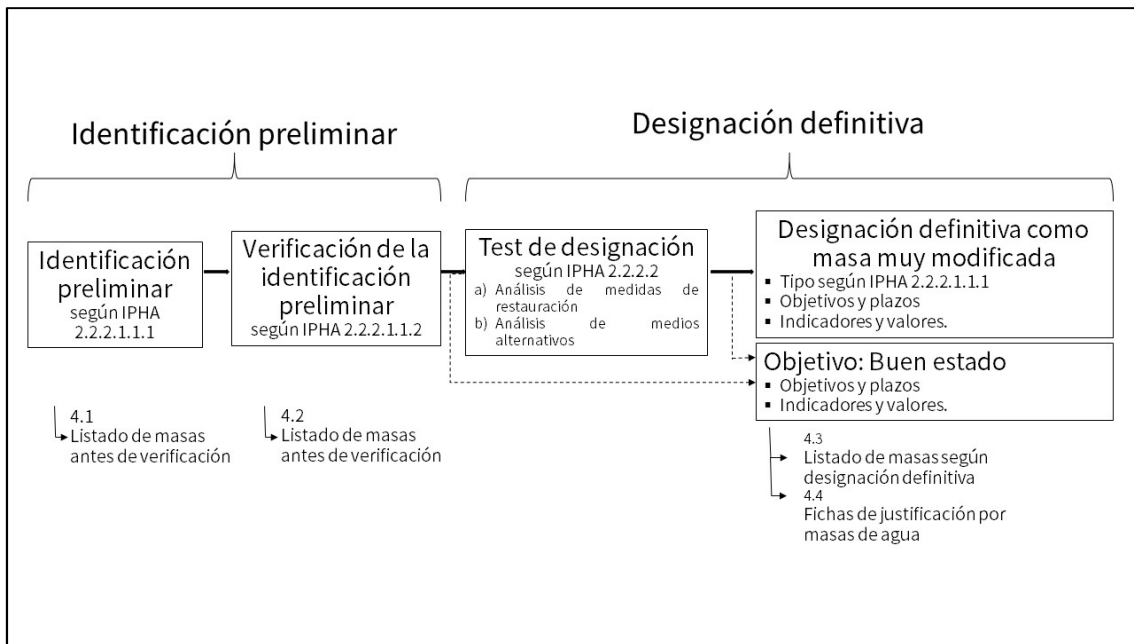 Identificación preliminar
Designación definitiva
Identificación
preliminar
según IPHA
2.2.2.1.1.1
Verificación de la
identificación
preliminar
según IPHA 2.2.2.1.1.2
Test de designación
según IPHA 2.2.2.2
a) Análisis de medidas de
restauración
b) Análisis de medios
alternativos
Designación definitiva como
masa muy modificada
▪ Tipo según IPHA 2.2.2.1.1.1
▪ Objetivos y plazos
▪ Indicadores y valores.
Objetivo: Buen estado
▪ Objetivos y plazos
▪ Indicadores y valores.
4.1
Listado de masas
antes de verificación
4.2
Listado de masas
antes de verificación
4.3
Listado de masas según
designación definitiva
4.4
Fichas de justificación por
masas de agua